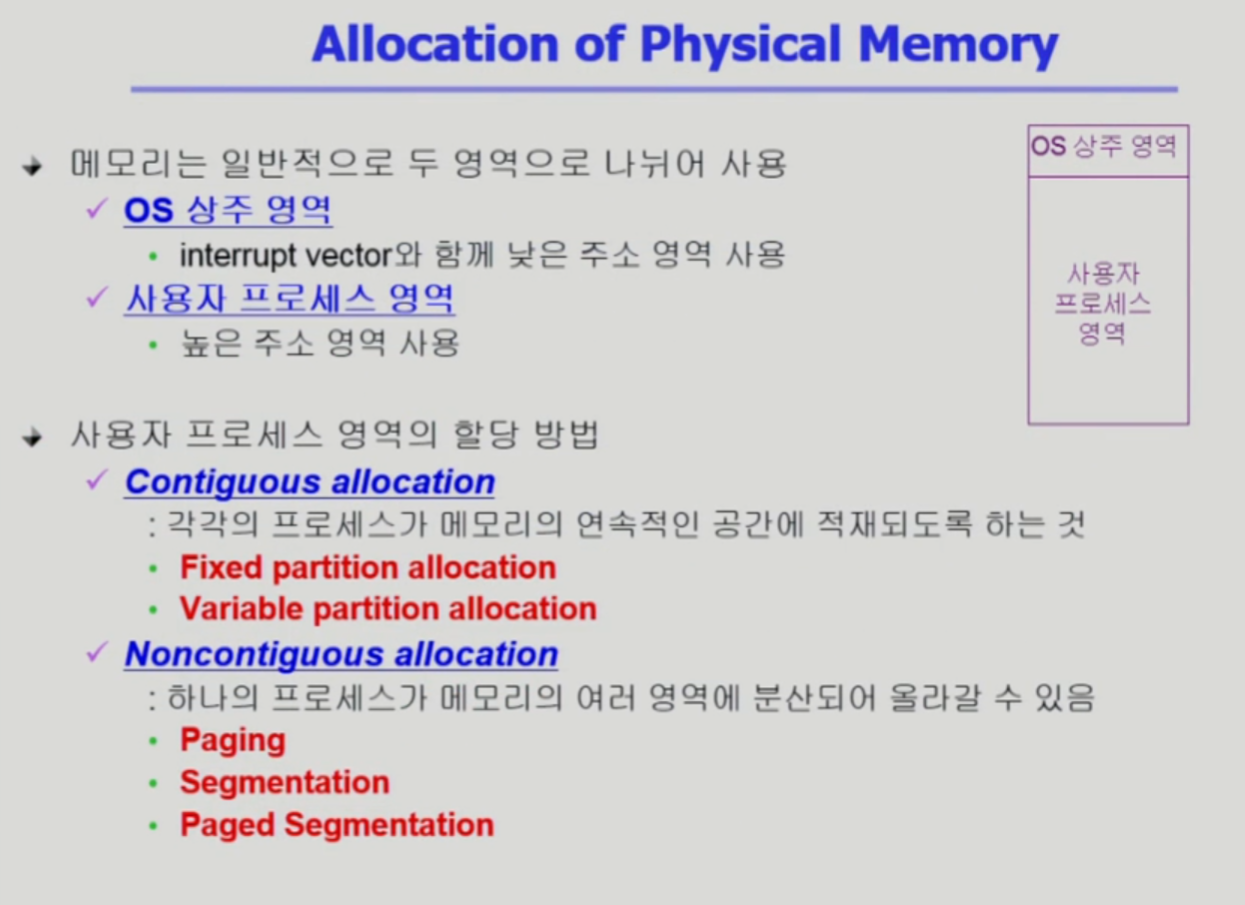 Allocation of Physical Memory
메모리는 일반적으로 두 영역으로 나뉘어 사용
OS 상주 영역
interrupt vector와 함께 낮은 주소 영역 사용
사용자 프로세스 영역
높은 주소 영역 사용
OS 상주 영역
사용자
프로세스
영역
사용자 프로세스 영역의 할당 방법
Contiguous allocation
: 각각의 프로세스가 메모리의 연속적인 공간에 적재되도록 하는 것
Fixed partition allocation
Variable partition allocation
Noncontiguous allocation
: 하나의 프로세스가 메모리의 여러 영역에 분산되어 올라갈 수 있음
Paging
Segmentation
Paged Segmentation